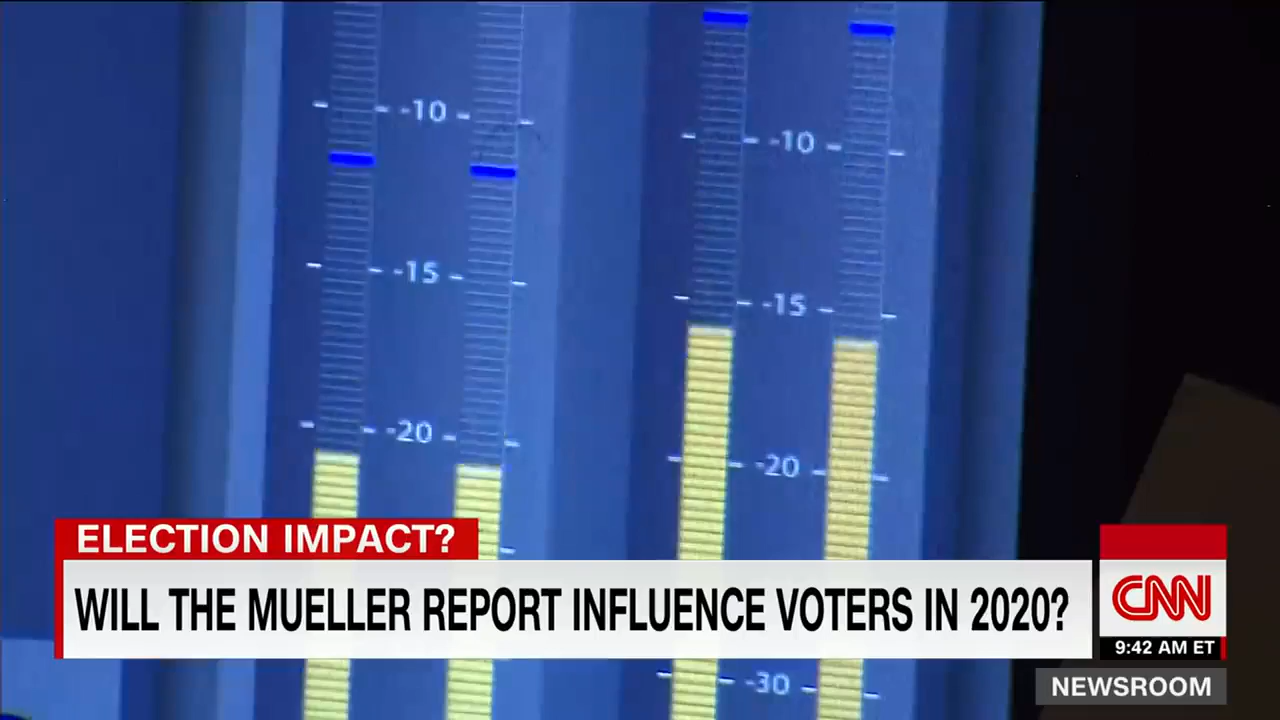 -10
-10
-15
-15
-20
-20
ELECTION IMPACT?
WILL THE MUELLER REPORT INFLUENCE VOTERS IN 2020?
CNN
9:42 AM ET
-30
NEWSROOM